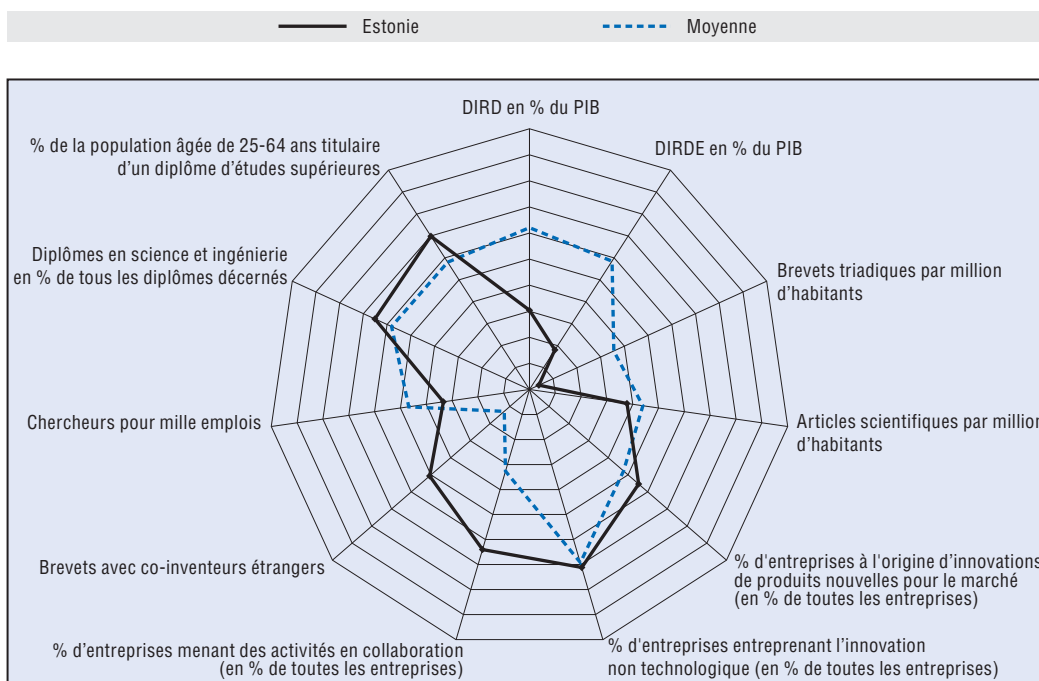 Estonie
Moyenne
DIRD en % du PIB
% de la population âgée de 25-64 ans titulaire
d’un diplôme d’études supérieures
DIRDE en % du PIB
Diplômes en science et ingénierie
en % de tous les diplômes décernés
Brevets triadiques par million
d’habitants
Chercheurs pour mille emplois
Articles scientifiques par million
d’habitants
Brevets avec co-inventeurs étrangers
% d'entreprises à l'origine d’innovations
de produits nouvelles pour le marché
(en % de toutes les entreprises)
% d’entreprises menant des activités en collaboration
(en % de toutes les entreprises)
% d'entreprises entreprenant l’innovation
non technologique (en % de toutes les entreprises)